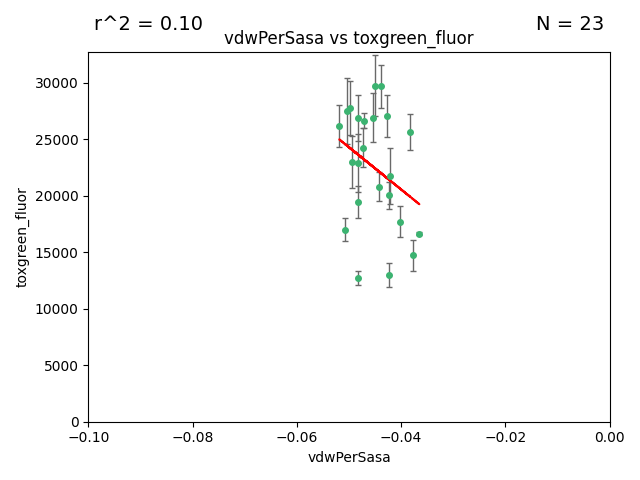 r^2 = 0.10
N = 23
vdwPerSasa vs toxgreen_fluor
toxgreen_fluor
30000
25000
20000
15000
10000
5000
0
−0.10
−0.08
−0.06
−0.04
−0.02
0.00
vdwPerSasa